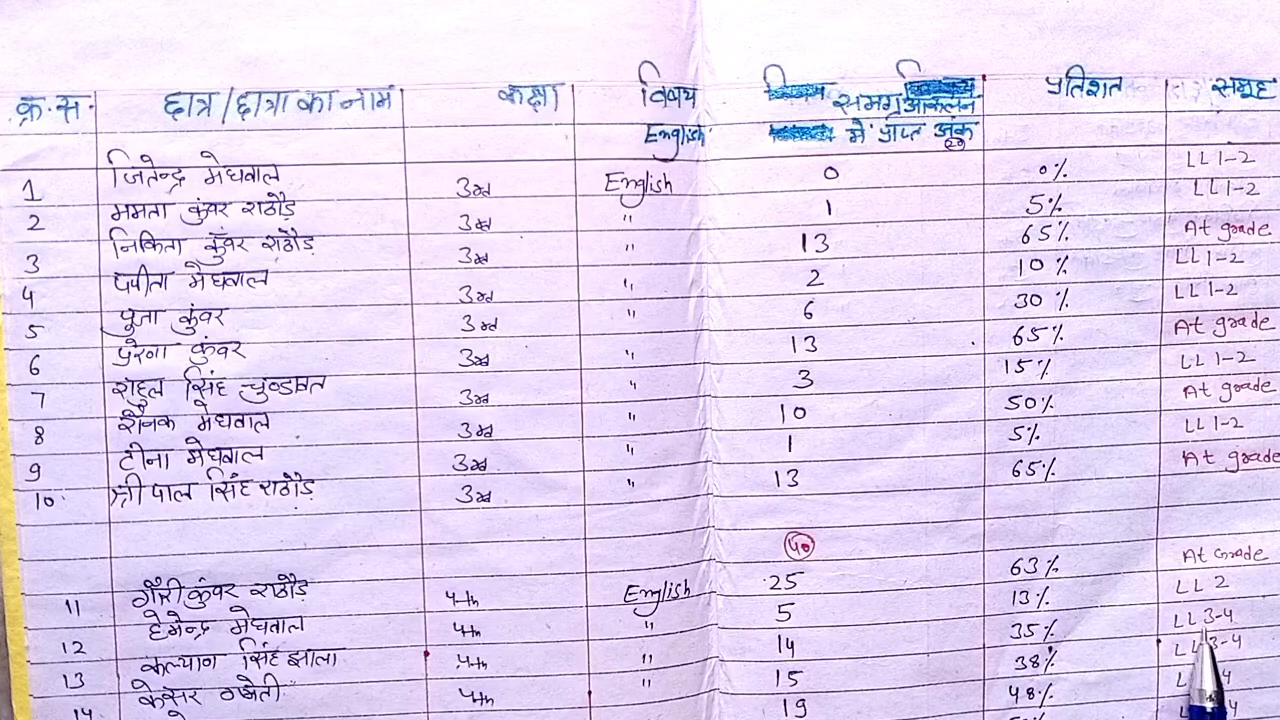 क्र.स. छात्र/छात्रा का नाम कक्षा विषय समग्र आकलन प्रतिशत समूह
English में प्राप्त अंक
20
1 जितेन्द्र मेघवाल 3rd English 0 0% LL 1-2
2 ममता कुंवर राठौड़ 3rd " 1 5% LL 1-2
3 निकिता कुँवर राठौड़ 3rd " 13 65% At grade
4 पपीता मेघवाल 3rd " 2 10% LL 1-2
5 पूजा कुंवर 3rd " 6 30% LL 1-2
6 प्रेरणा कुंवर 3rd " 13 65% At grade
7 राहुल सिंह चुण्डावत 3rd " 3 15% LL 1-2
8 रौनक मेघवाल 3rd " 10 50% At grade
9 टीना मेघवाल 3rd " 1 5% LL 1-2
10. श्रीपाल सिंह राठौड़ 3rd " 13 65% At grade
40
11 गौरी कुंवर राठौड़ 4th English 25 63% At Grade
12 हेमेन्द्र मेघवाल 4th " 5 13% LL 2
13 कल्याण सिंह झाला 4th " 14 35% LL 3-4
14 केसर 4th " 15 38% LL 3-4
19 48%